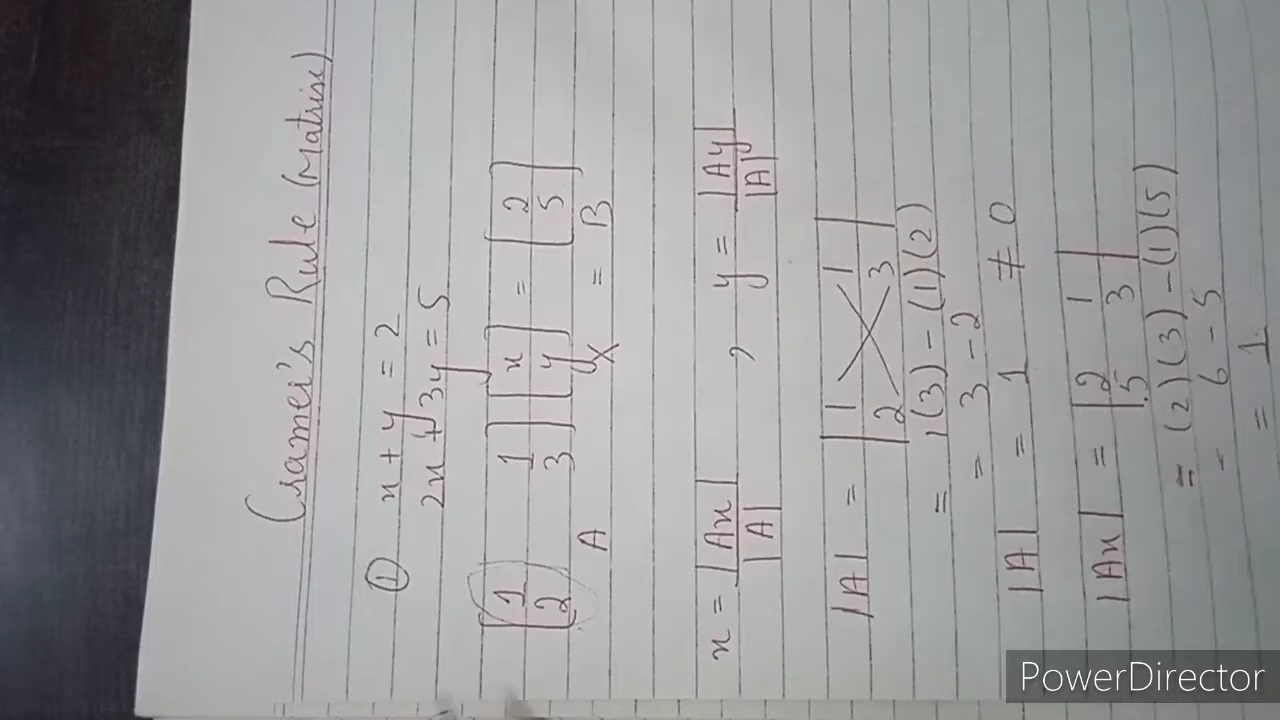 Cramer's Rule (Matrix)
① x + y = 2
2x + 3y = 5
[1 1] [x] = [2]
[2 3] [y] [5]
A X = B
x = |Ax| / |A| , y = |Ay| / |A|
|A| = |1 1|
|2 3|
= 1(3) - (1)(2)
= 3 - 2
|A| = 1 ≠ 0
|Ax| = |2 1|
|5 3|
= (2)(3) - (1)(5)
- 6 - 5
= 1
PowerDirector